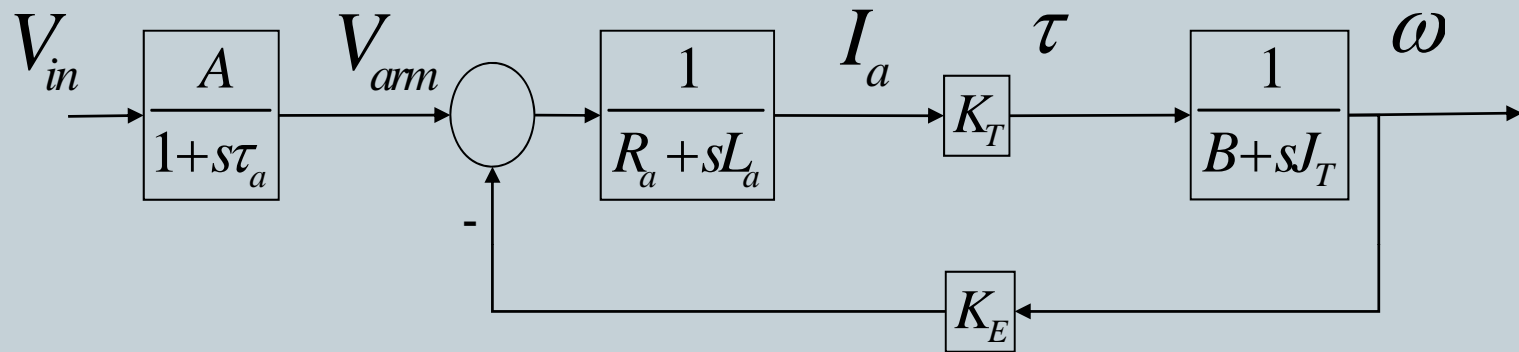 V_in
A
1+sτ_a
V_arm
1
R_a+sL_a
I_a
K_T
τ
1
B+sJ_T
ω
-
K_E